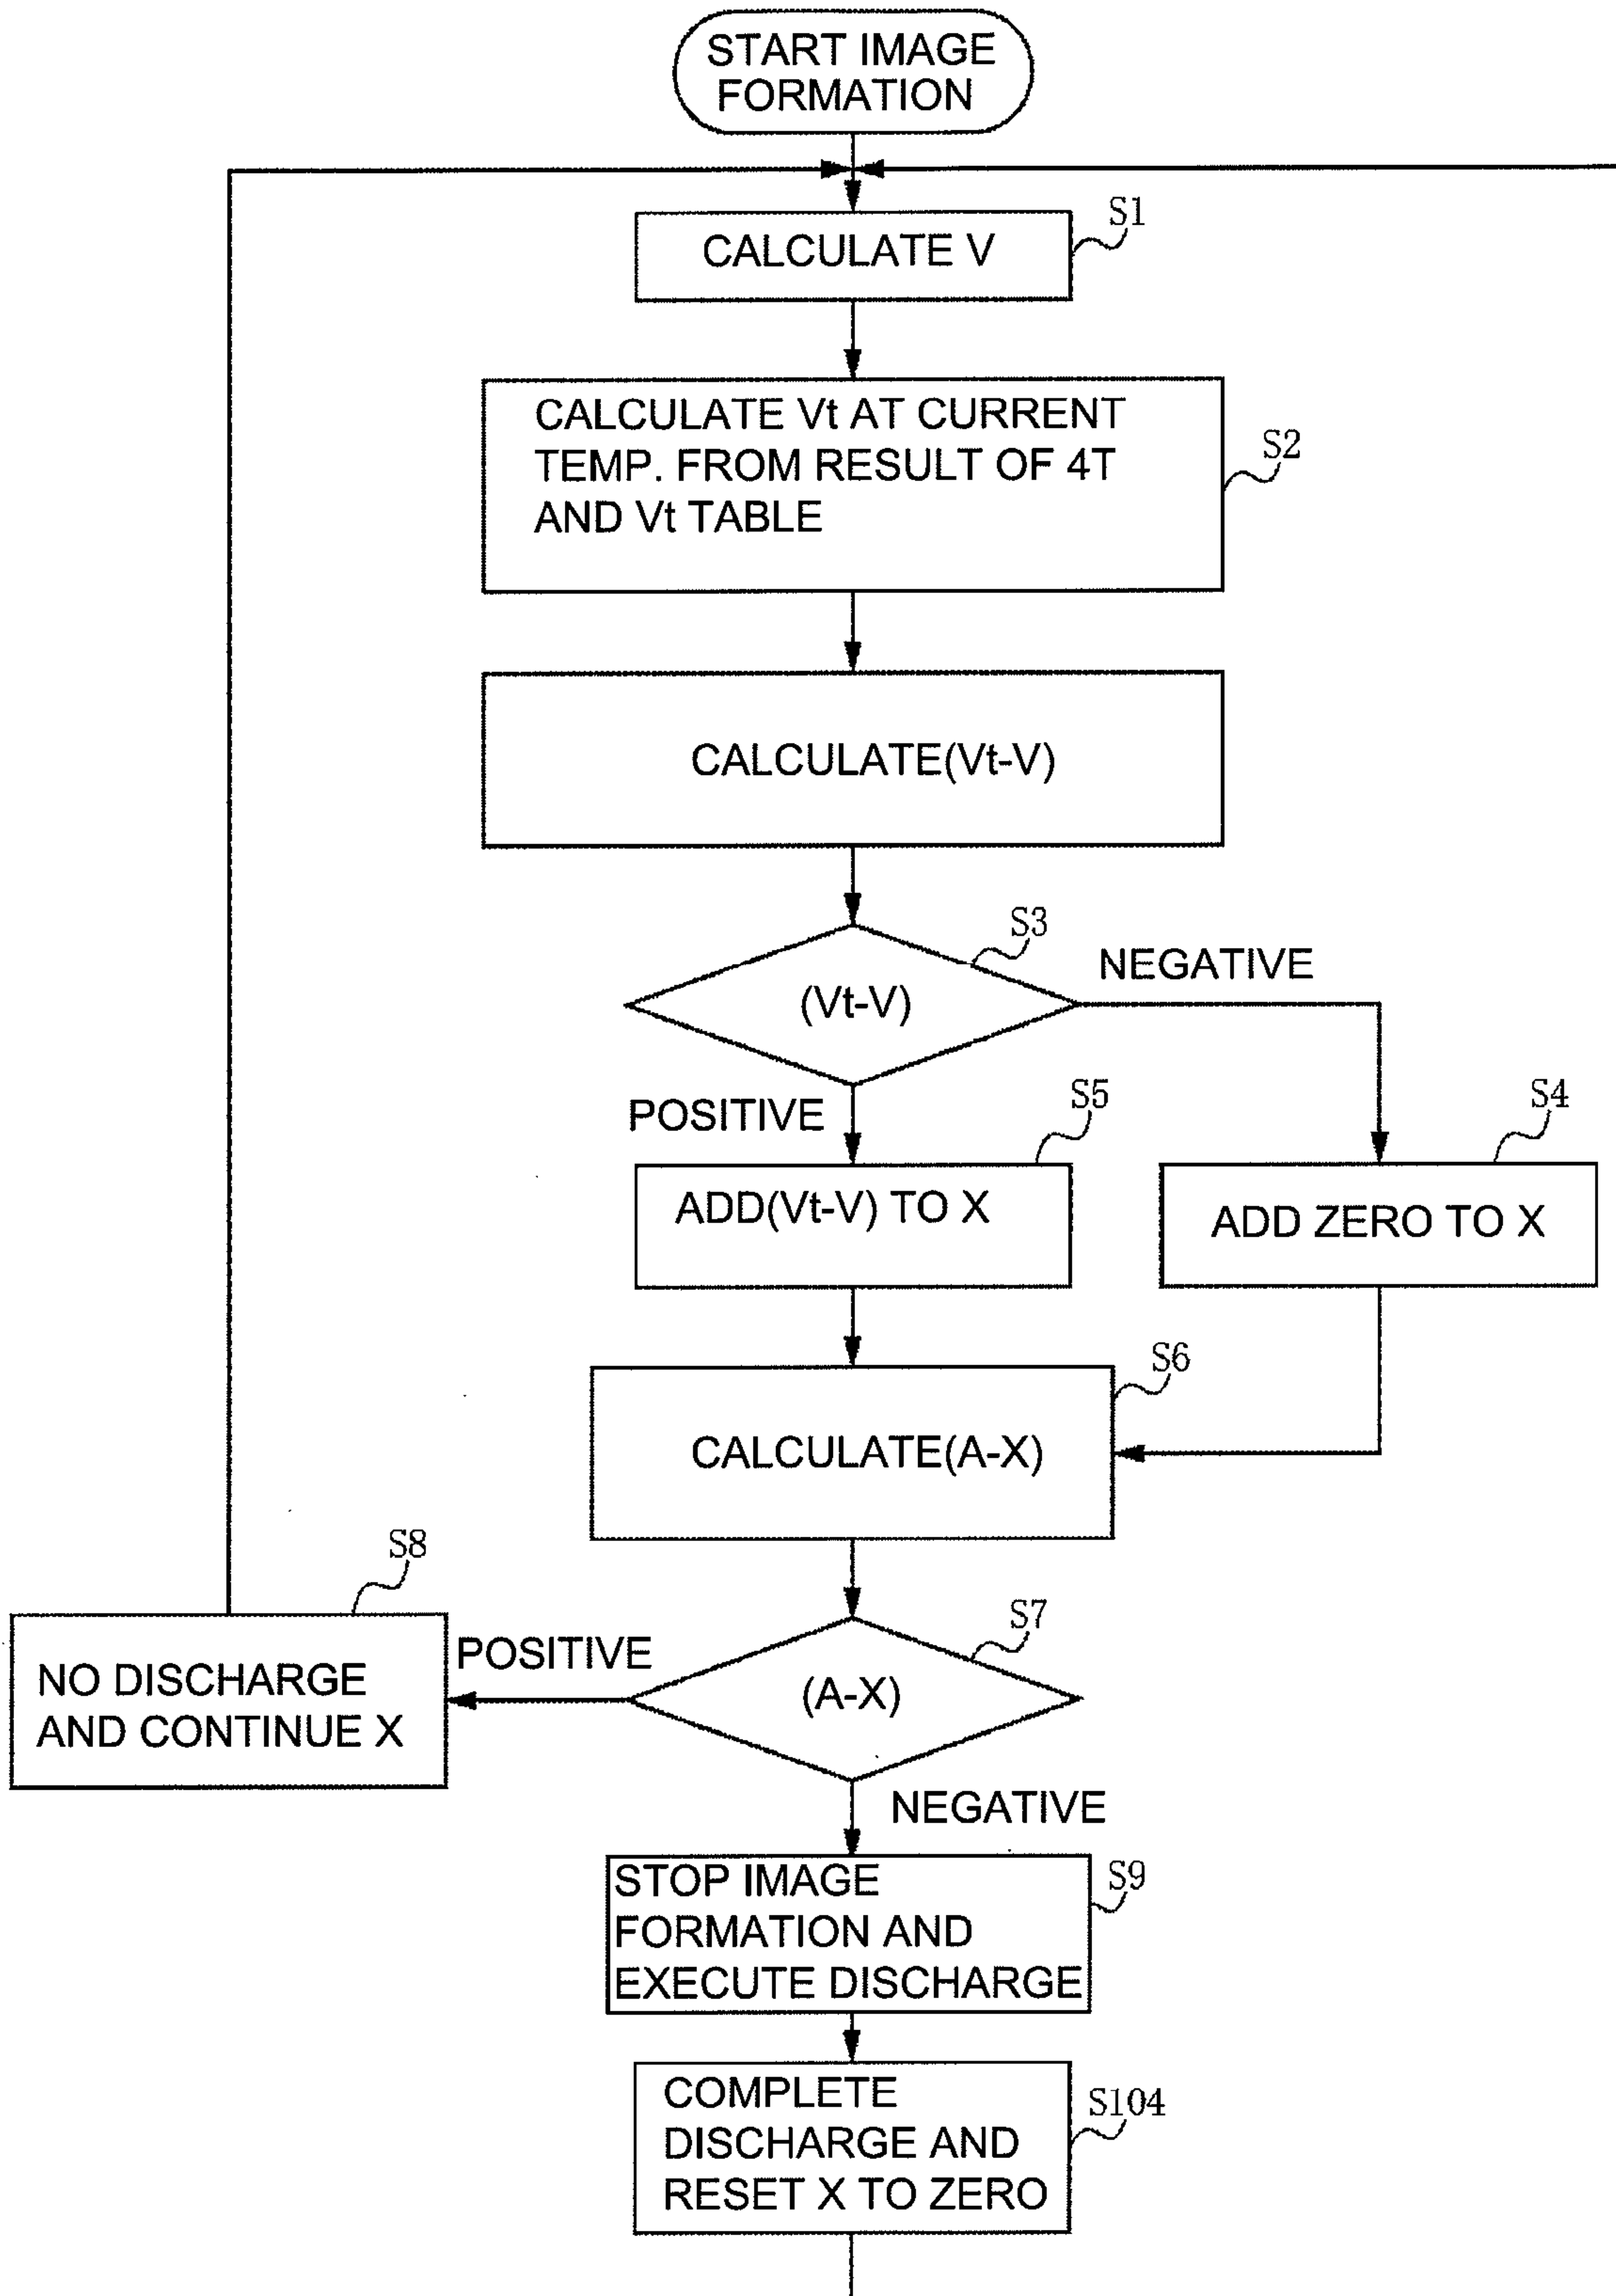 START IMAGE
FORMATION
S1
CALCULATE V
CALCULATE Vt AT CURRENT
TEMP. FROM RESULT OF 4T
AND Vt TABLE
S2
CALCULATE(Vt-V)
S3
NEGATIVE
(Vt-V)
POSITIVE
S5
S4
ADD(Vt-V) TO X
ADD ZERO TO X
S6
CALCULATE(A-X)
S8
S7
POSITIVE
NO DISCHARGE
AND CONTINUE X
(A-X)
NEGATIVE
STOP IMAGE
FORMATION AND
EXECUTE DISCHARGE
S9
COMPLETE
DISCHARGE AND
RESET X TO ZERO
S104